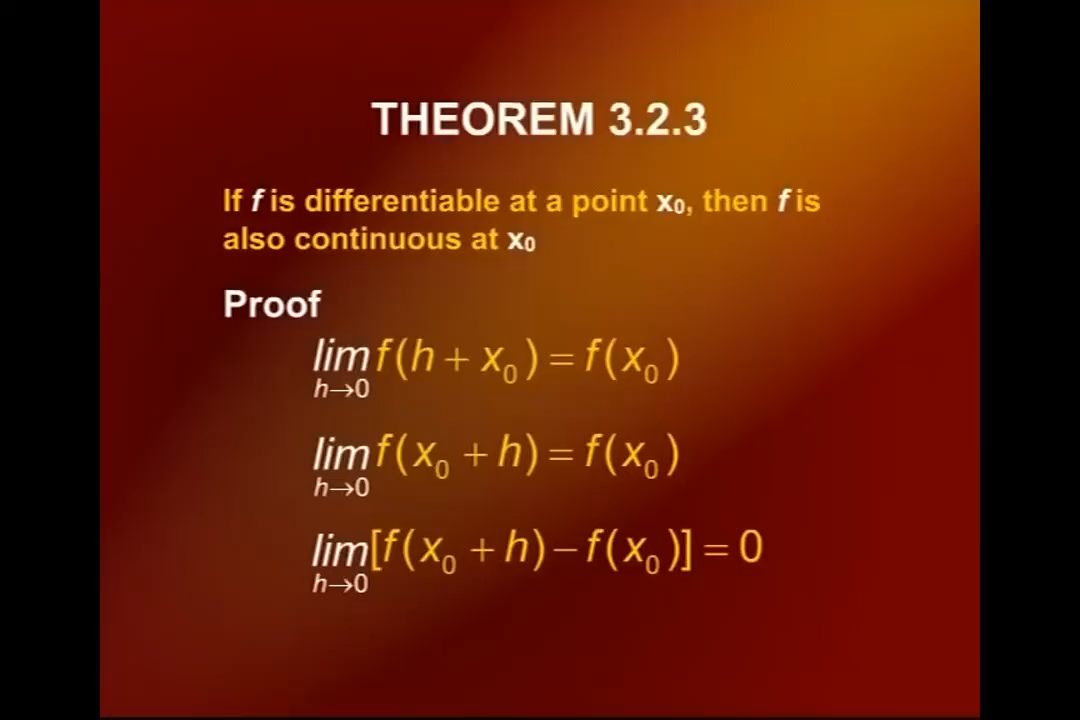 THEOREM 3.2.3
If f is differentiable at a point x₀, then f is
also continuous at x₀
Proof
lim f(h + x₀) = f(x₀)
h→0
lim f(x₀ + h) = f(x₀)
h→0
lim [f(x₀ + h) – f(x₀)] = 0
h→0